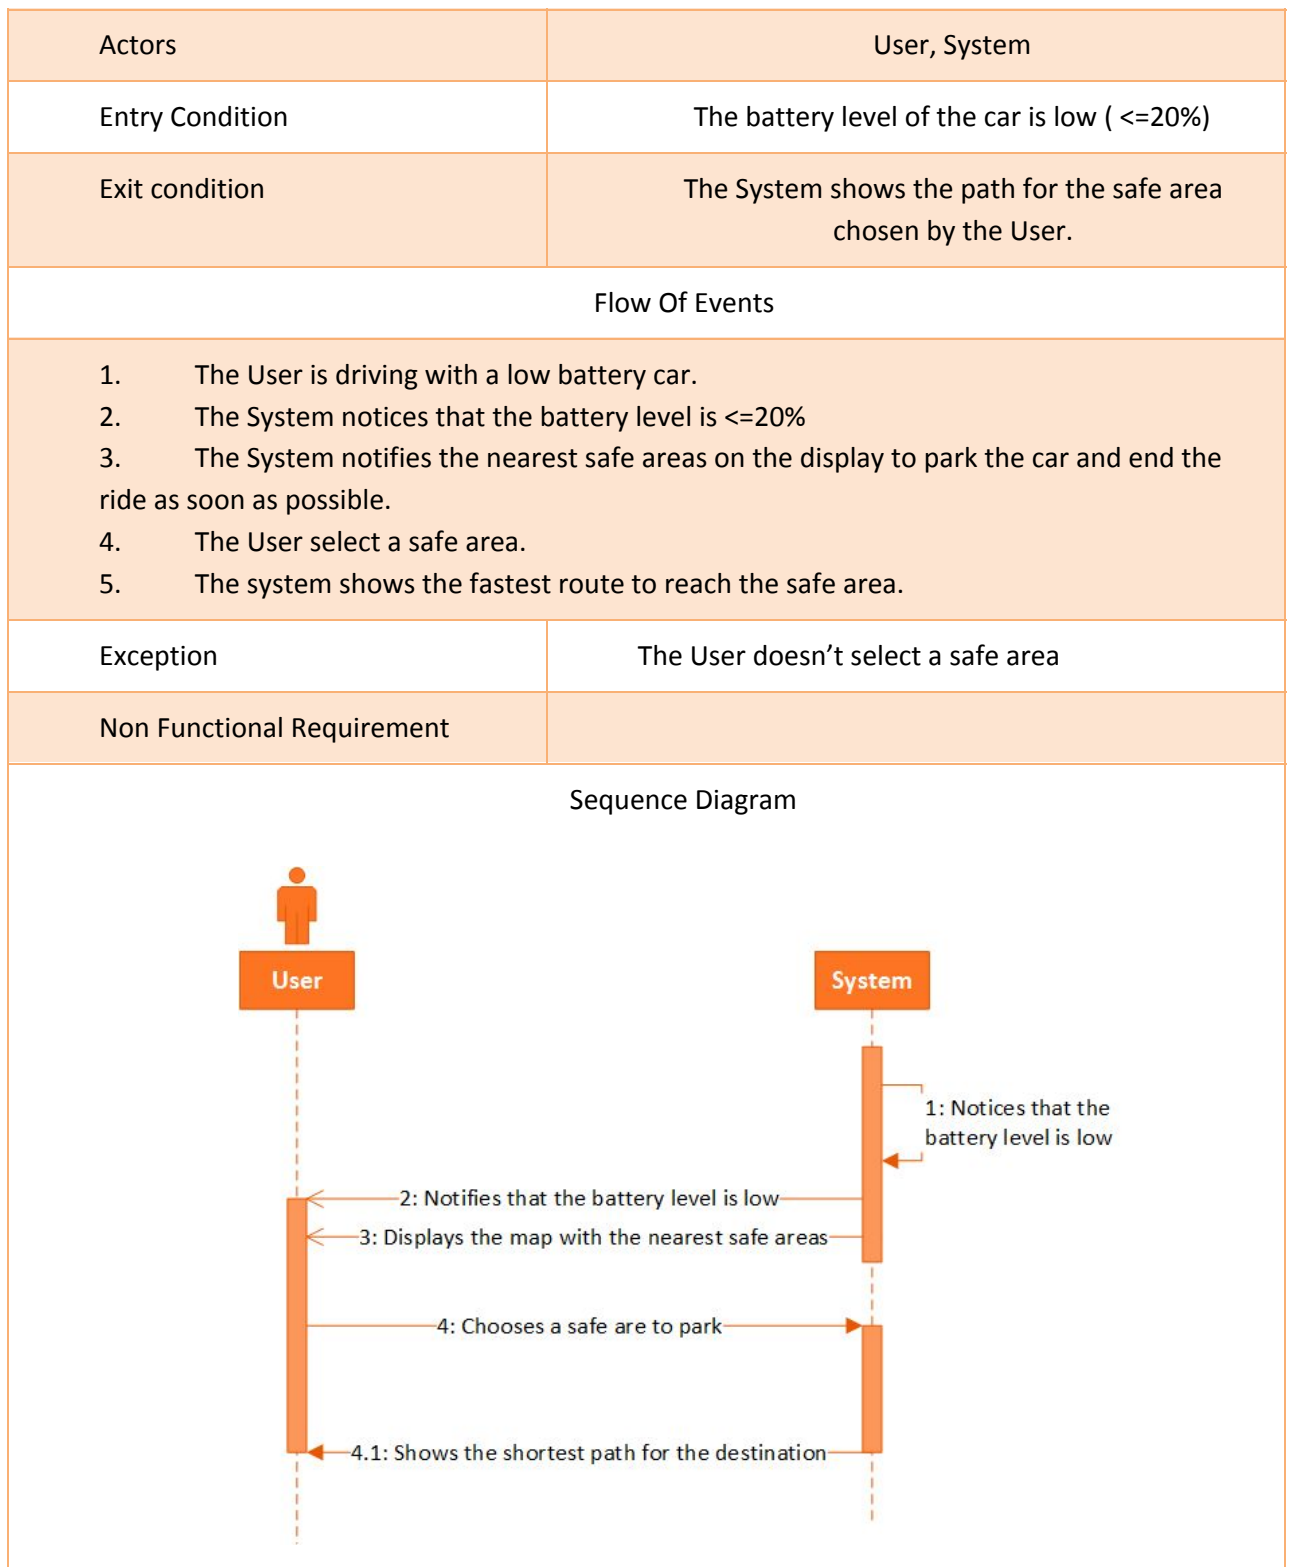 Actors
User, System
Entry Condition
The battery level of the car is low ( <=20%)
Exit condition
The System shows the path for the safe area
chosen by the User.
Flow Of Events
1. The User is driving with a low battery car.
2. The System notices that the battery level is <=20%
3. The System notifies the nearest safe areas on the display to park the car and end the
ride as soon as possible.
4. The User select a safe area.
5. The system shows the fastest route to reach the safe area.
Exception
The User doesn’t select a safe area
Non Functional Requirement
Sequence Diagram
User
System
1: Notices that the
battery level is low
2: Notifies that the battery level is low
3: Displays the map with the nearest safe areas
4: Chooses a safe are to park
4.1: Shows the shortest path for the destination